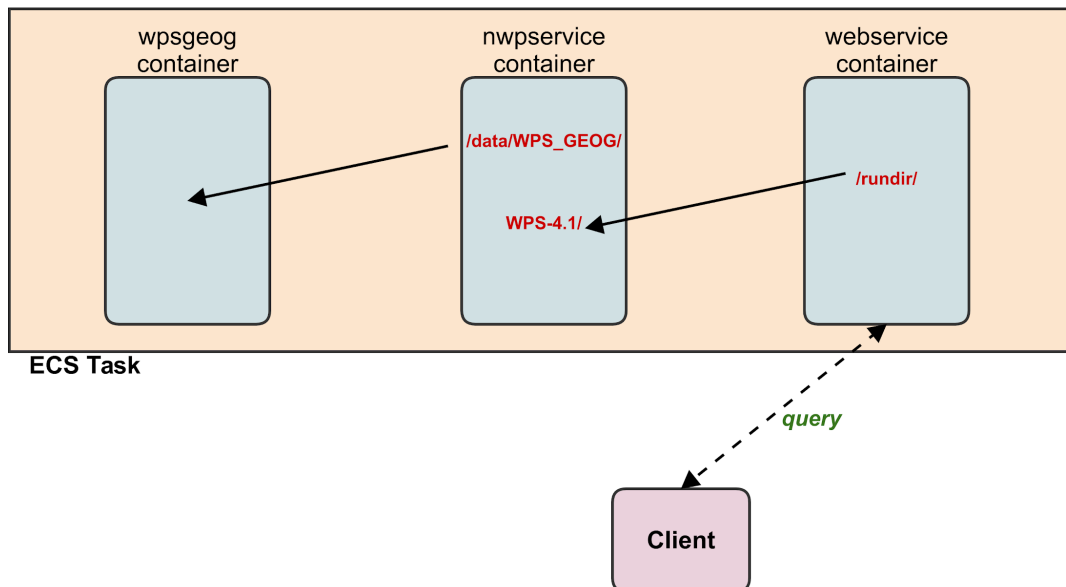 wpsgeog
container
nwpservice
container
webservice
container
/data/WPS_GEOG/
/rundir/
WPS-4.1/
ECS Task
query
Client